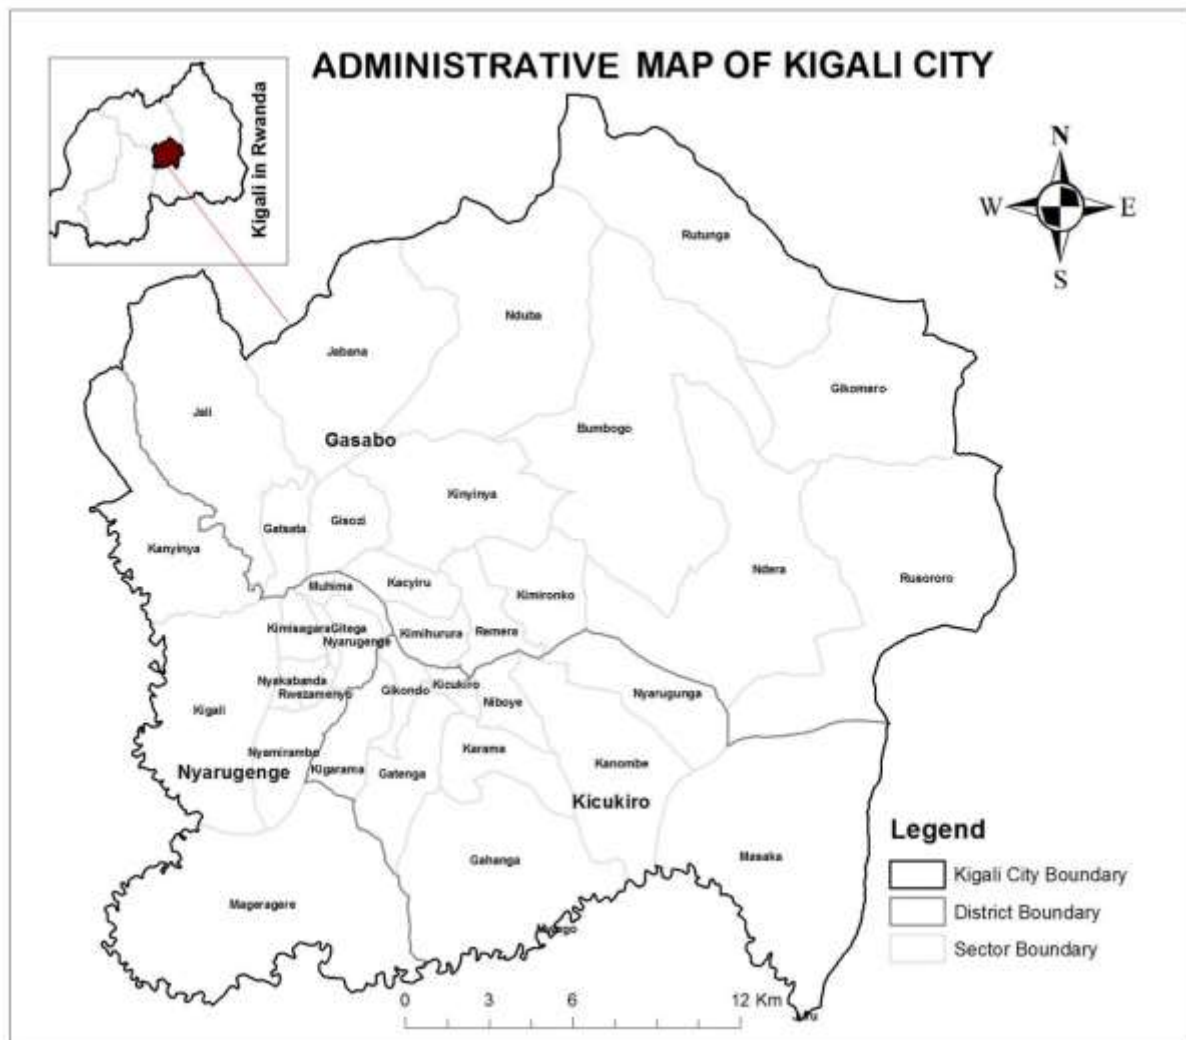 ADMINISTRATIVE MAP OF KIGALI CITY
Kigali in Rwanda
N
W
E
S
Rutunga
Nduba
Jabana
Gikomero
Jali
Bumbogo
Gasabo
Kinyinya
Gisozi
Gatsata
Kanyinya
Ndera
Rusororo
Kacyiru
Muhima
Kimironko
Kimisagara
Gitega
Kimihurura
Remera
Nyarugenge
Nyakabanda
Rwezamenyo
Gikondo
Kicukiro
Nyarugunga
Niboye
Kigali
Nyamirambo
Karama
Kanombe
Nyarugenge
Kigarama
Gatenga
Kicukiro
Masaka
Gahanga
Mageragere
Legend
Kigali City Boundary
District Boundary
Sector Boundary
0 3 6 12 Km